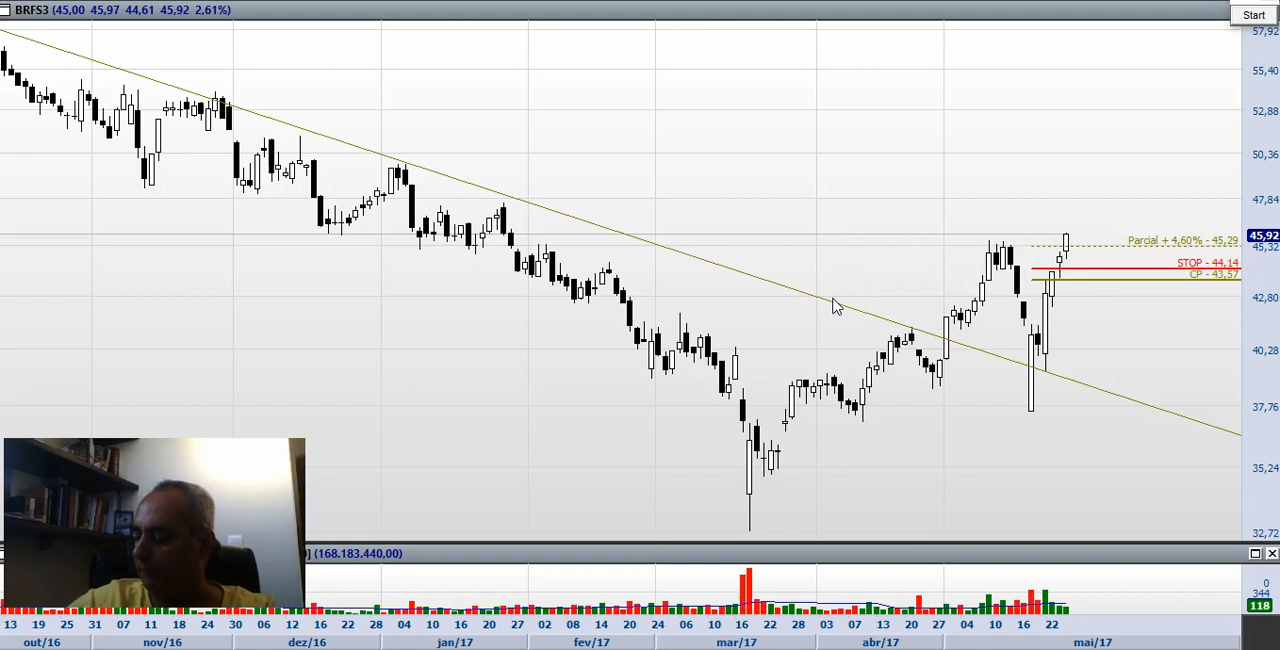 BRFS3 (45,00 45,97 44,61 45,92 2,61%)
Start
57,92
55,40
52,88
50,36
47,84
45,92
45,32
Parcial + 4,60% - 45,29
STOP - 44,14
CP - 43,57
42,80
40,28
37,76
35,24
32,72
] (168.183.440,00)
0
344
118
13 19 25 31 07 11 18 24 30 06 12 18 26 04 10 16 20 27 02 08 14 20 24 06 10 16 22 28 03 07 13 20 27 04 10 16 22
out/16 nov/16 dez/16 jan/17 fev/17 mar/17 abr/17 mai/17